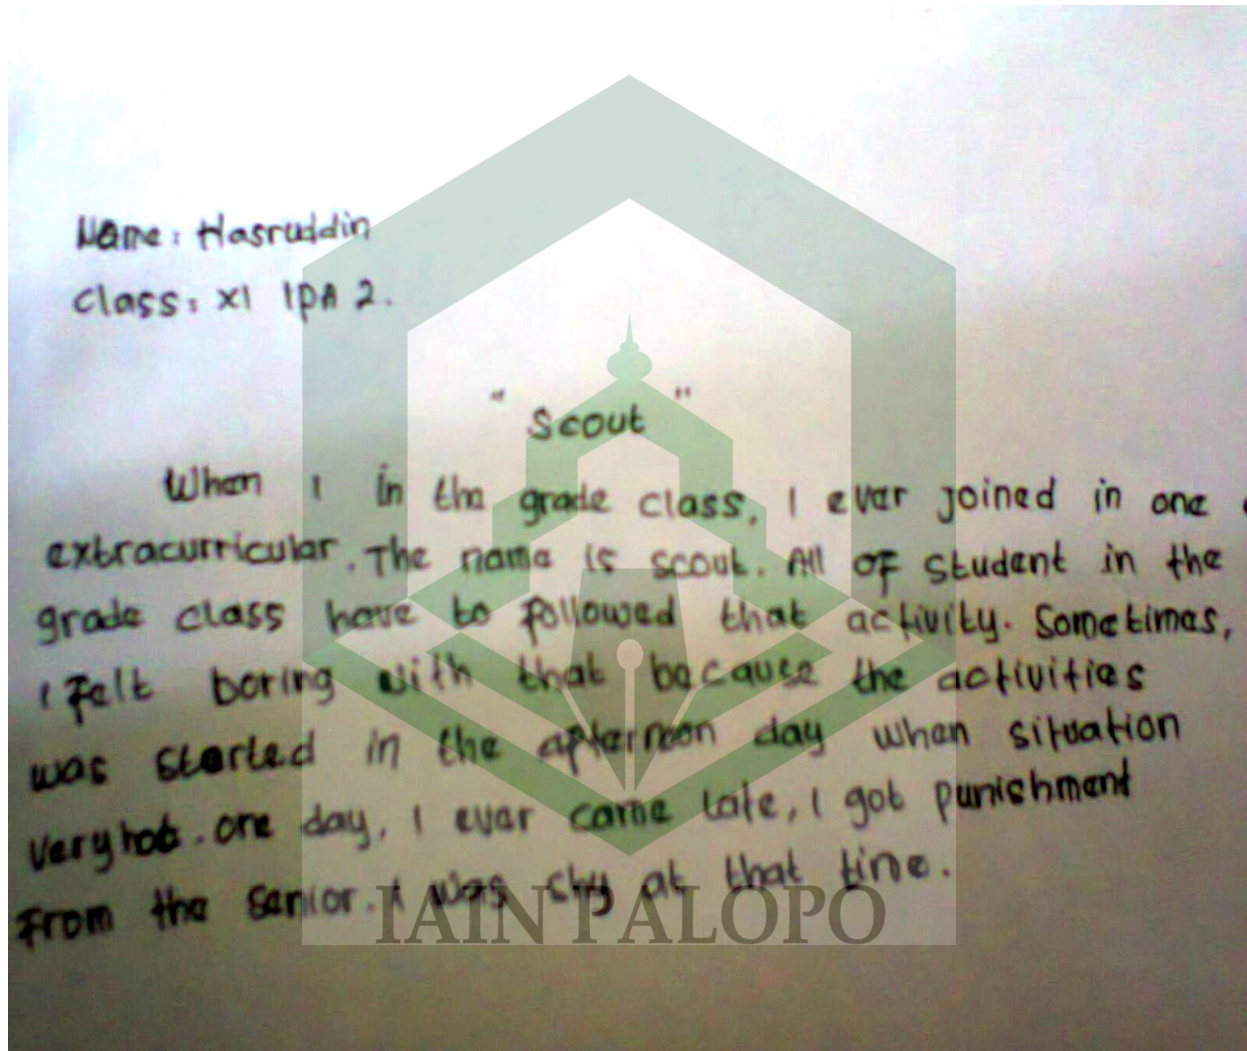 Name: Hasruddin
Class: XI IPA 2.
" Scout "
When I in the grade class, I ever joined in one
extracurricular. The name is scout. All of student in the
grade class have to followed that activity. Sometimes,
I felt boring with that because the activities
was started in the afternoon day when situation
very hot. one day, I ever came late, I got punishment
From the senior. I was shy at that time.
IAIN PALOPO